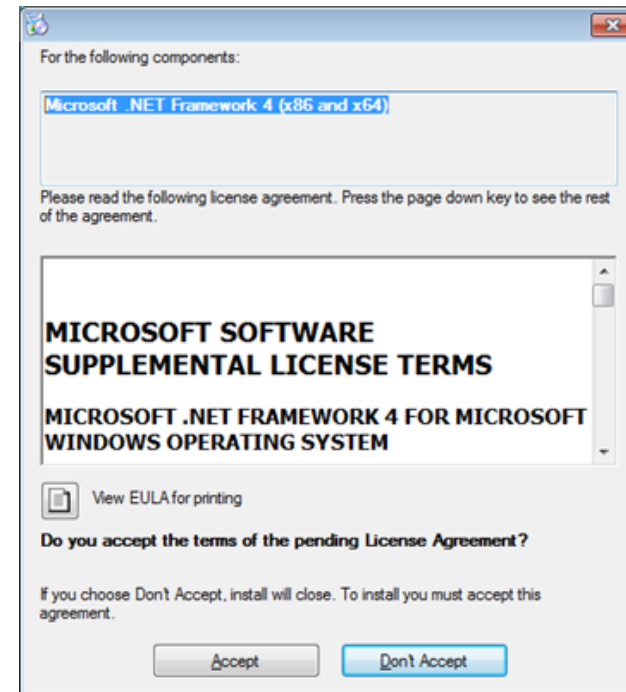 For the following components:
Microsoft .NET Framework 4 (x86 and x64)
Please read the following license agreement. Press the page down key to see the rest
of the agreement.
MICROSOFT SOFTWARE
SUPPLEMENTAL LICENSE TERMS
MICROSOFT .NET FRAMEWORK 4 FOR MICROSOFT
WINDOWS OPERATING SYSTEM
View EULA for printing
Do you accept the terms of the pending License Agreement?
If you choose Don't Accept, install will close. To install you must accept this
agreement.
Accept
Don't Accept